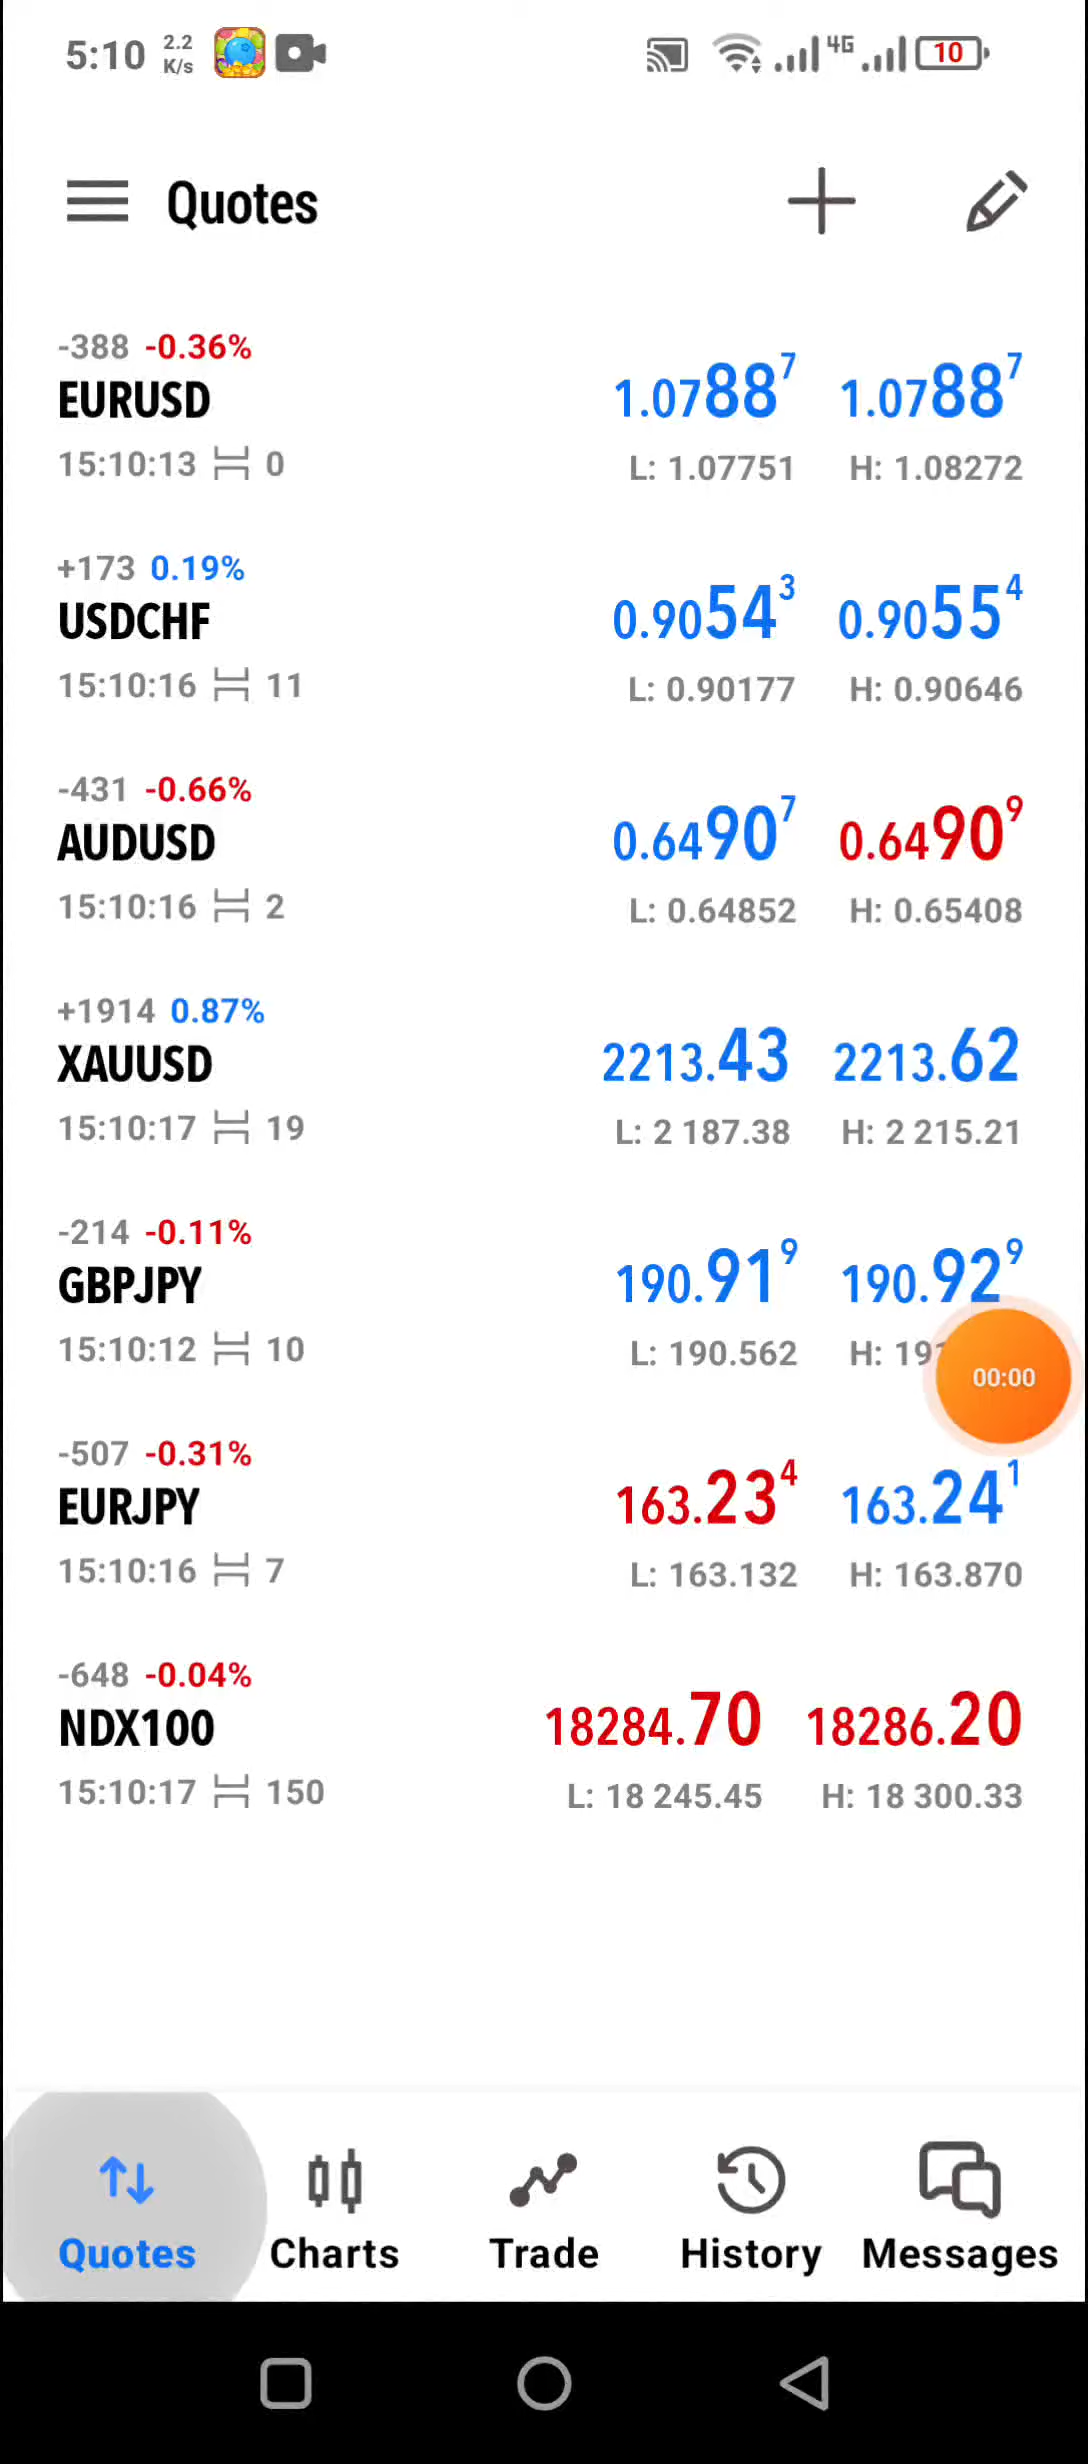 5:10 2.2 K/s 4G 10
Quotes
-388 -0.36%
EURUSD 1.07887 1.07887
15:10:13 0 L: 1.07751 H: 1.08272
+173 0.19%
USDCHF 0.90543 0.90554
15:10:16 11 L: 0.90177 H: 0.90646
-431 -0.66%
AUDUSD 0.64907 0.64909
15:10:16 2 L: 0.64852 H: 0.65408
+1914 0.87%
XAUUSD 2213.43 2213.62
15:10:17 19 L: 2 187.38 H: 2 215.21
-214 -0.11%
GBPJPY 190.919 190.929
15:10:12 10 L: 190.562 H:
00:00
-507 -0.31%
EURJPY 163.234 163.241
15:10:16 7 L: 163.132 H: 163.870
-648 -0.04%
NDX100 18284.70 18286.20
15:10:17 150 L: 18 245.45 H: 18 300.33
Quotes Charts Trade History Messages